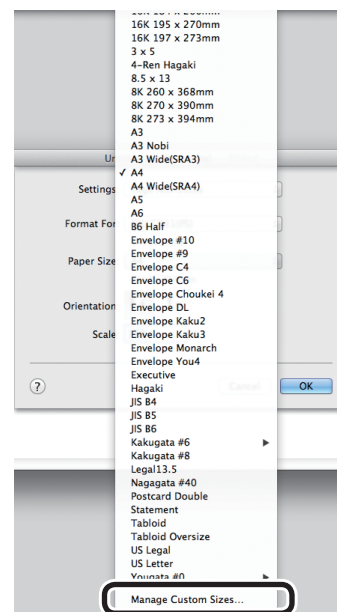 16K 195 x 270mm
16K 197 x 273mm
3 x 5
4-Ren Hagaki
8.5 x 13
8K 260 x 368mm
8K 270 x 390mm
8K 273 x 394mm
A3
A3 Nobi
Un A3 Wide(SRA3)
✓ A4
Settings A4 Wide(SRA4)
A5
A6
Format For B6 Half
Envelope #10
Envelope #9
Paper Size Envelope C4
Envelope C6
Envelope Choukei 4
Orientation Envelope DL
Envelope Kaku2
Scale Envelope Kaku3
Envelope Monarch
Envelope You4
Executive
? Hagaki Cancel OK
JIS B4
JIS B5
JIS B6
Kakugata #6 ▶
Kakugata #8
Legal13.5
Nagagata #40
Postcard Double
Statement
Tabloid
Tabloid Oversize
US Legal
US Letter
Yougata #0 ▶
Manage Custom Sizes...